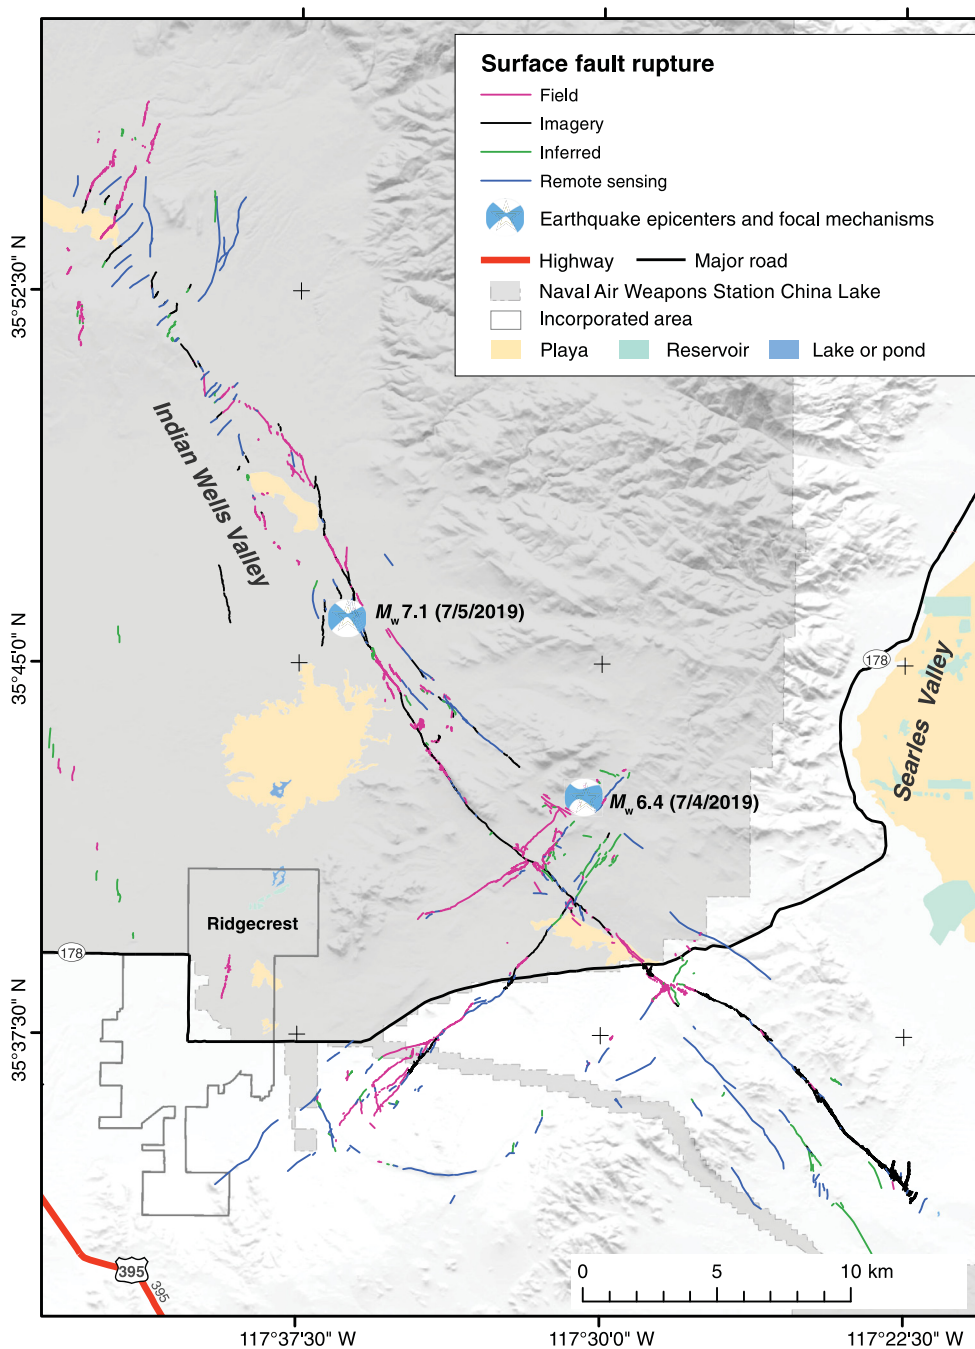 Surface fault rupture
Field
Imagery
Inferred
Remote sensing
Earthquake epicenters and focal mechanisms
Highway
Major road
Naval Air Weapons Station China Lake
Incorporated area
Playa
Reservoir
Lake or pond
35°52'30" N
Indian Wells Valley
Mw 7.1 (7/5/2019)
35°45'0" N
178
Searles Valley
Mw 6.4 (7/4/2019)
Ridgecrest
178
35°37'30" N
395
395
0 5 10 km
117°37'30" W
117°30'0" W
117°22'30" W